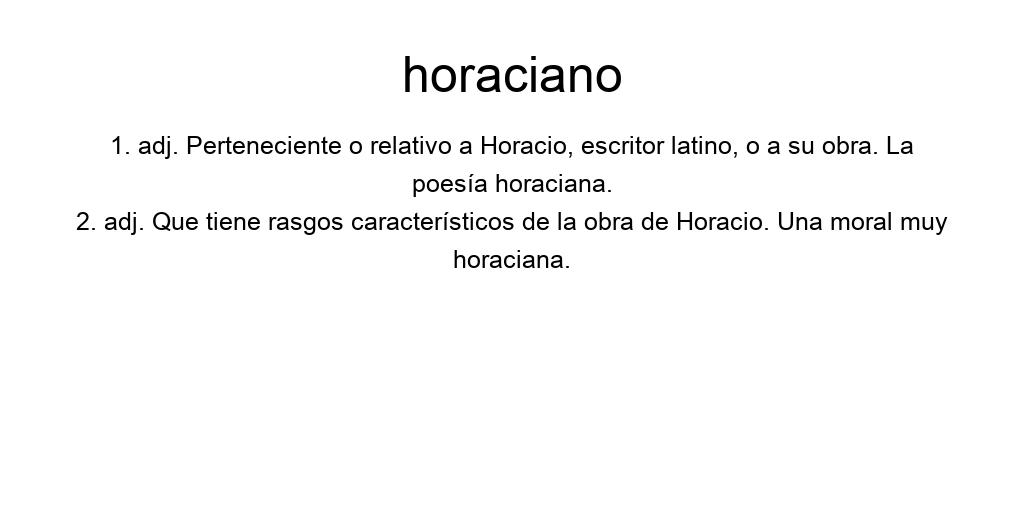 horaciano
1. adj. Perteneciente o relativo a Horacio, escritor latino, o a su obra. La
poesía horaciana.
2. adj. Que tiene rasgos característicos de la obra de Horacio. Una moral muy
horaciana.